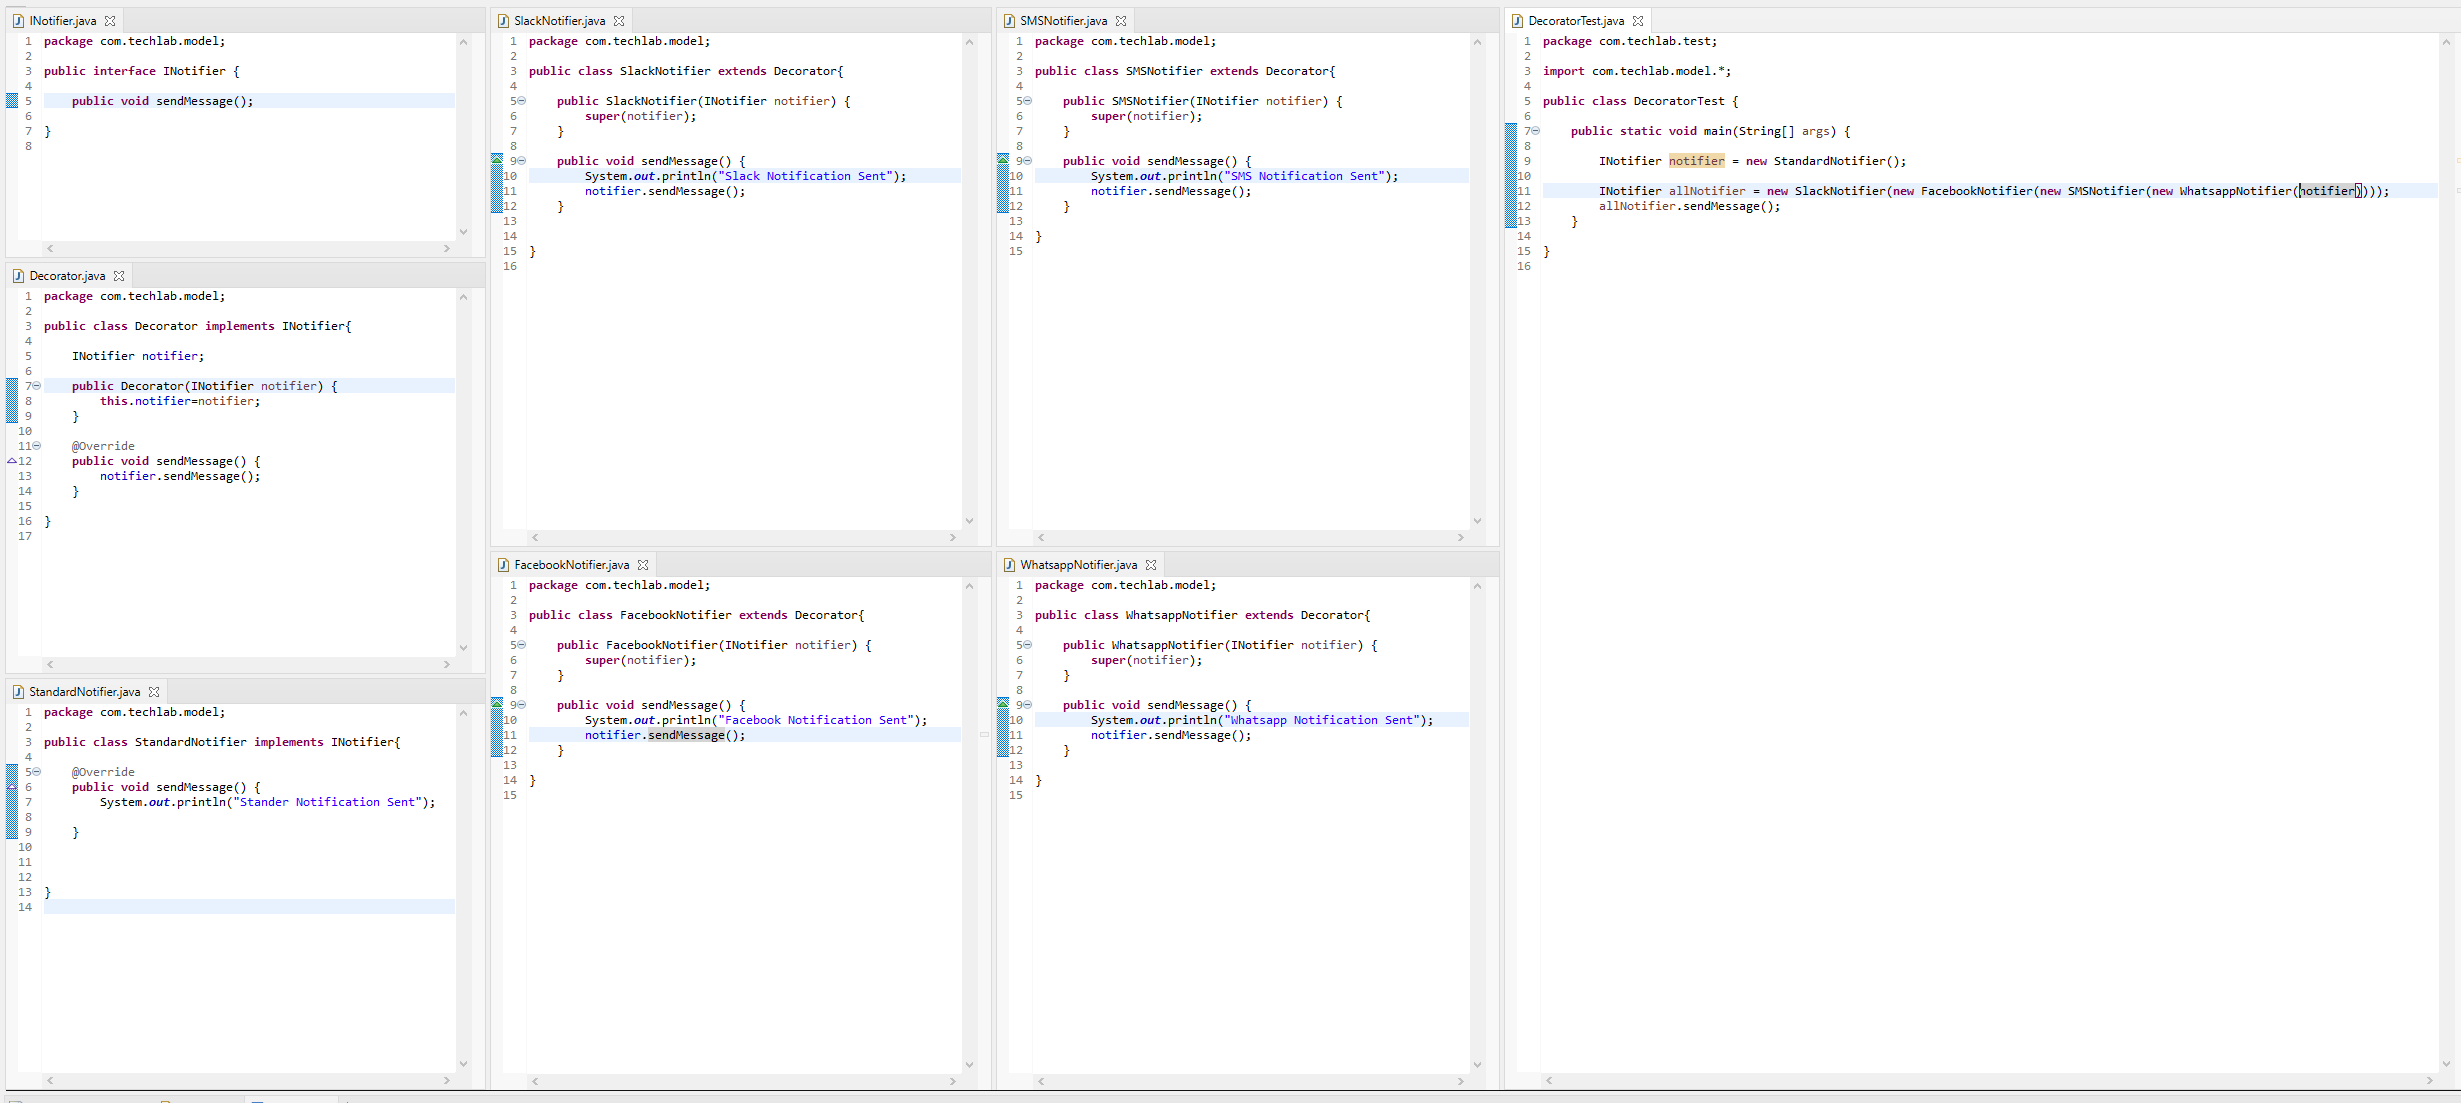 INotifier.java
1 package com.techlab.model;
2
3 public interface INotifier {
4
5 public void sendMessage();
6
7 }
8
Decorator.java
1 package com.techlab.model;
2
3 public class Decorator implements INotifier{
4
5 INotifier notifier;
6
7 public Decorator(INotifier notifier) {
8 this.notifier=notifier;
9 }
10
11 @Override
12 public void sendMessage() {
13 notifier.sendMessage();
14 }
15
16 }
17
StandardNotifier.java
1 package com.techlab.model;
2
3 public class StandardNotifier implements INotifier{
4
5 @Override
6 public void sendMessage() {
7 System.out.println("Stander Notification Sent");
8
9 }
10
11
12
13 }
14
SlackNotifier.java
1 package com.techlab.model;
2
3 public class SlackNotifier extends Decorator{
4
5 public SlackNotifier(INotifier notifier) {
6 super(notifier);
7 }
8
9 public void sendMessage() {
10 System.out.println("Slack Notification Sent");
11 notifier.sendMessage();
12 }
13
14
15 }
16
FacebookNotifier.java
1 package com.techlab.model;
2
3 public class FacebookNotifier extends Decorator{
4
5 public FacebookNotifier(INotifier notifier) {
6 super(notifier);
7 }
8
9 public void sendMessage() {
10 System.out.println("Facebook Notification Sent");
11 notifier.sendMessage();
12 }
13
14 }
15
SMSNotifier.java
1 package com.techlab.model;
2
3 public class SMSNotifier extends Decorator{
4
5 public SMSNotifier(INotifier notifier) {
6 super(notifier);
7 }
8
9 public void sendMessage() {
10 System.out.println("SMS Notification Sent");
11 notifier.sendMessage();
12 }
13
14 }
15
WhatsappNotifier.java
1 package com.techlab.model;
2
3 public class WhatsappNotifier extends Decorator{
4
5 public WhatsappNotifier(INotifier notifier) {
6 super(notifier);
7 }
8
9 public void sendMessage() {
10 System.out.println("Whatsapp Notification Sent");
11 notifier.sendMessage();
12 }
13
14 }
15
DecoratorTest.java
1 package com.techlab.test;
2
3 import com.techlab.model.*;
4
5 public class DecoratorTest {
6
7 public static void main(String[] args) {
8
9 INotifier notifier = new StandardNotifier();
10
11 INotifier allNotifier = new SlackNotifier(new FacebookNotifier(new SMSNotifier(new WhatsappNotifier(notifier))));
12 allNotifier.sendMessage();
13 }
14
15 }
16